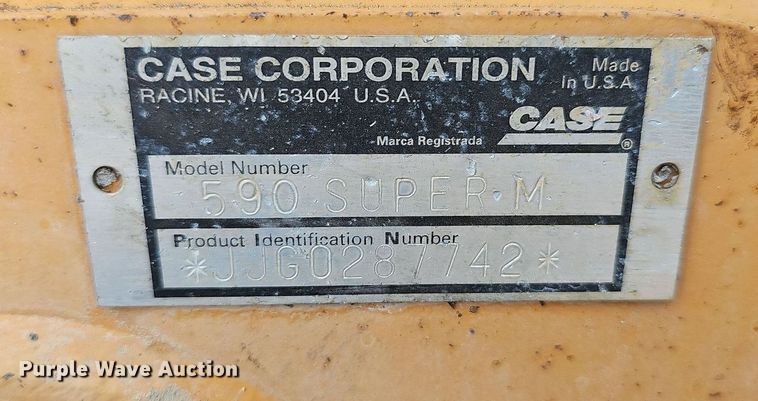 CASE CORPORATION
RACINE, WI 53404 U.S.A.
Made
In U.S.A.
CASE
®
Marca Registrada
Model Number
590 SUPER M
Product Identification Number
*JJG0287742*
Purple Wave Auction